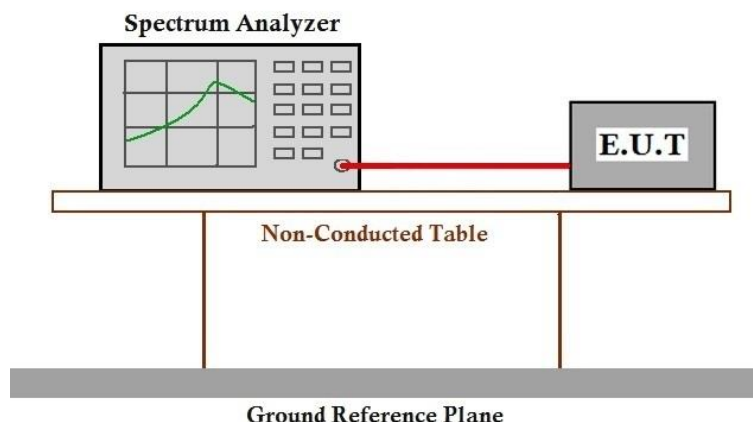 Spectrum Analyzer
E.U.T
Non-Conducted Table
Ground Reference Plane